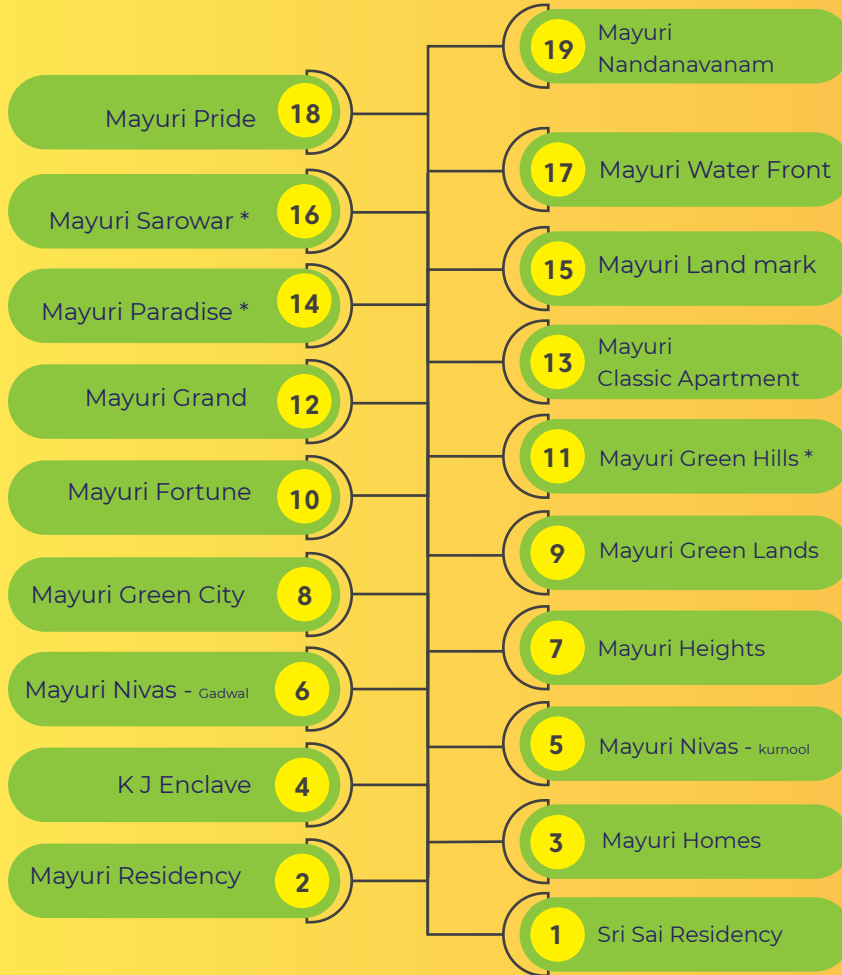 19 Mayuri
Nandanavanam
Mayuri Pride 18
17 Mayuri Water Front
Mayuri Sarowar * 16
15 Mayuri Land mark
Mayuri Paradise * 14
13 Mayuri
Classic Apartment
Mayuri Grand 12
11 Mayuri Green Hills *
Mayuri Fortune 10
9 Mayuri Green Lands
Mayuri Green City 8
7 Mayuri Heights
Mayuri Nivas - Gadwal 6
5 Mayuri Nivas - kurnool
K J Enclave 4
3 Mayuri Homes
Mayuri Residency 2
1 Sri Sai Residency